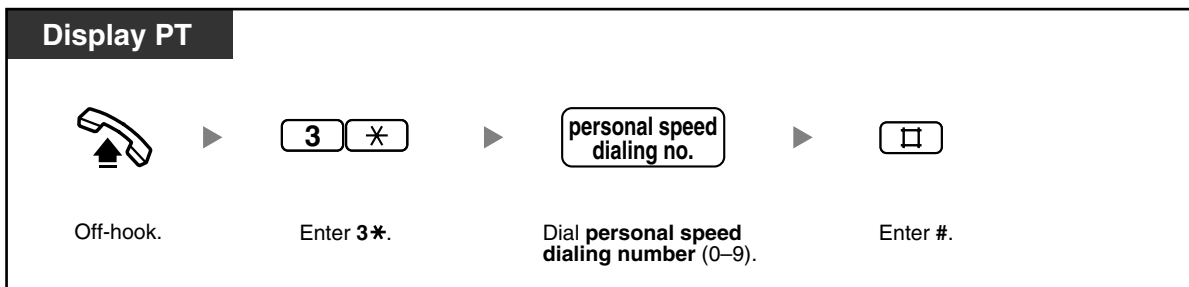 Display PT
3 ✳
personal speed
dialing no.
#
Off-hook.
Enter 3✳.
Dial personal speed
dialing number (0–9).
Enter #.